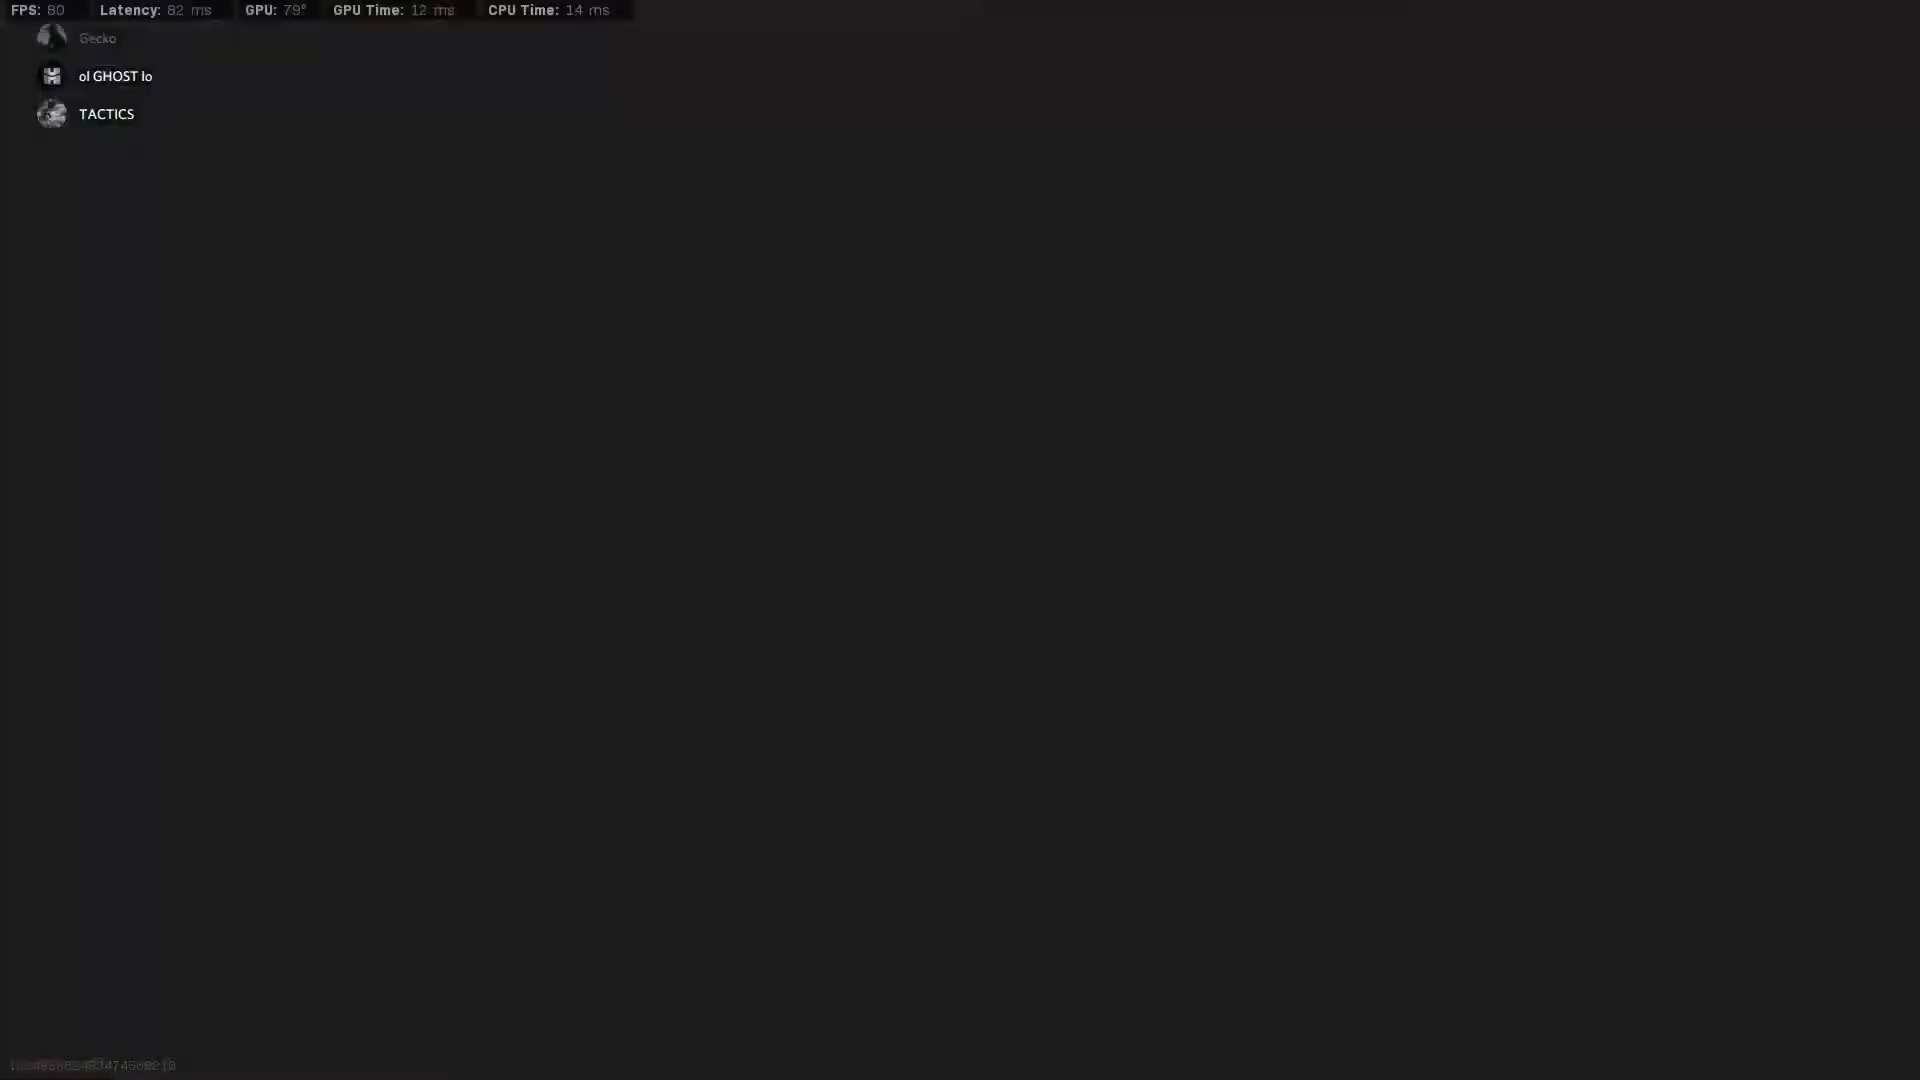 FPS: 80 Latency: 82 ms GPU: 79° GPU Time: 12 ms CPU Time: 14 ms
Gecko
ol GHOST lo
TACTICS